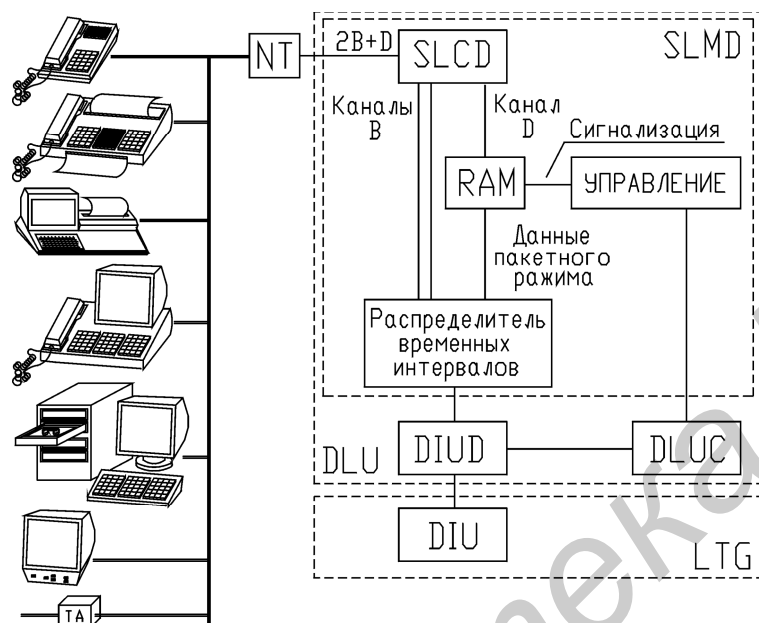 NT
2B+D
SLCD
SLMD
Каналы
B
Канал
D
Сигнализация
RAM
УПРАВЛЕНИЕ
Данные
пакетного
ражима
Распределитель
временных
интервалов
DLU
DIUD
DLUC
DIU
LTG
TA